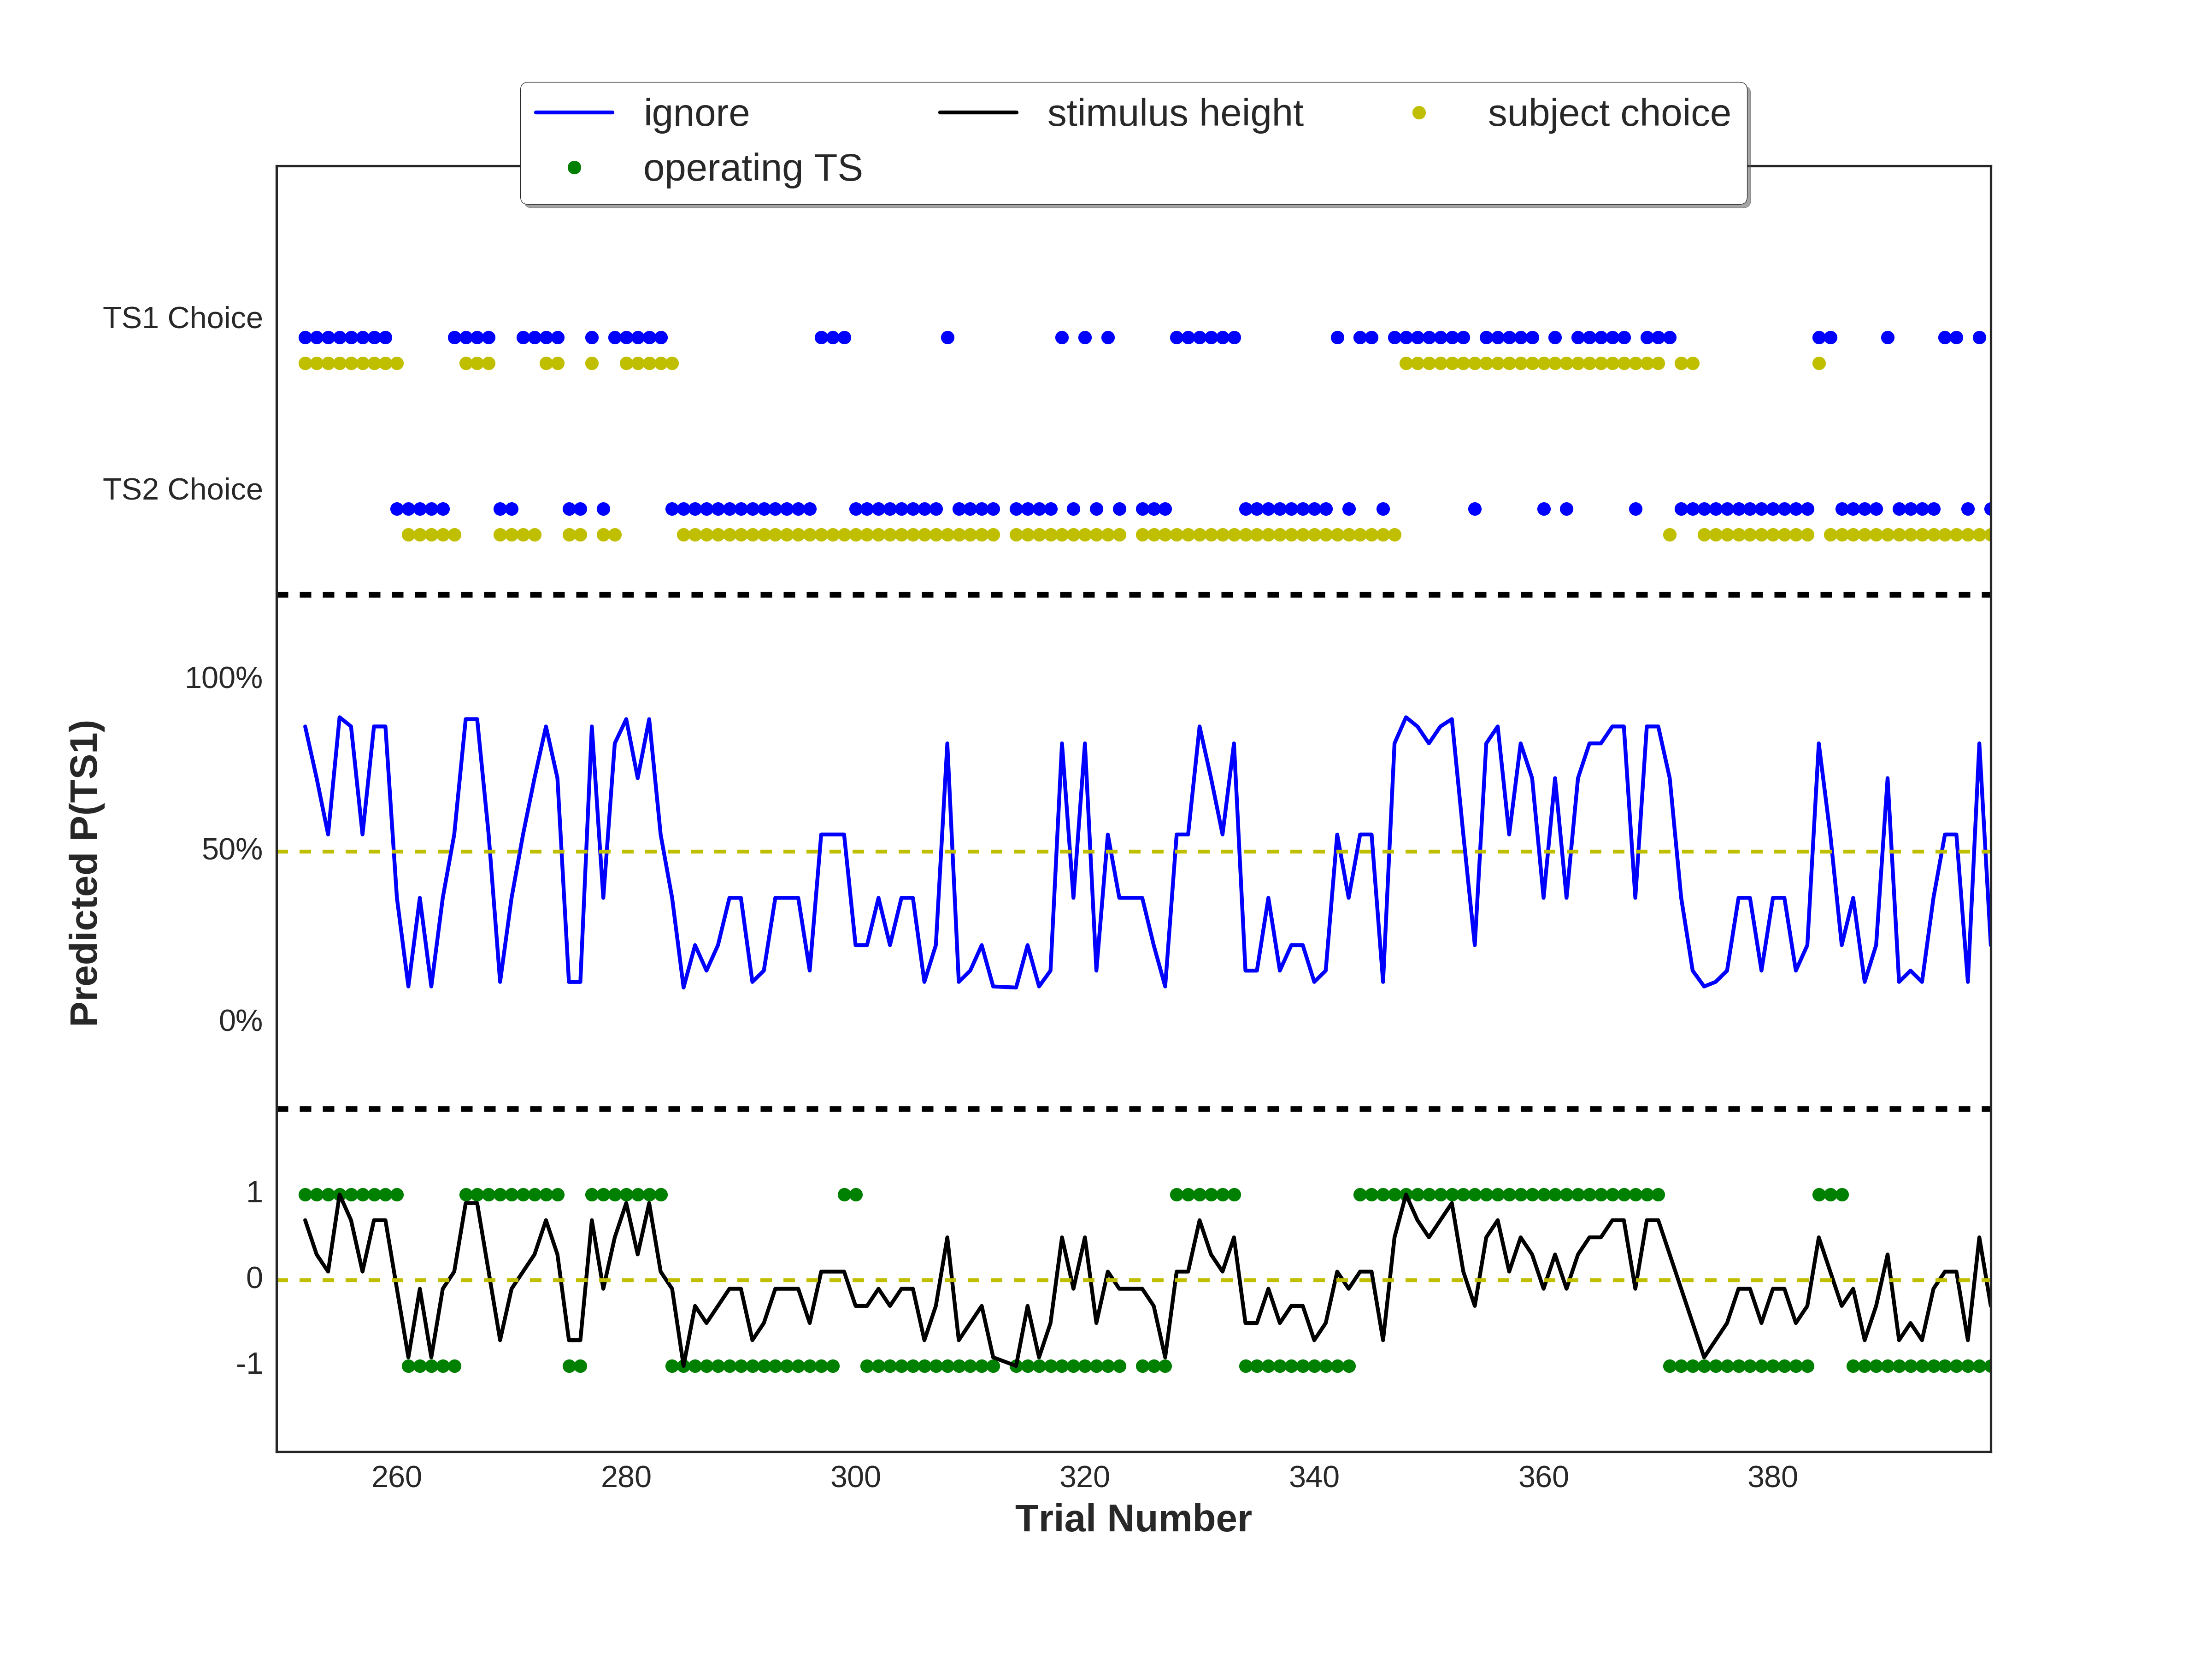 ignore stimulus height subject choice
operating TS
TS1 Choice
TS2 Choice
100%
50%
0%
Predicted P(TS1)
1
0
-1
260 280 300 320 340 360 380
Trial Number